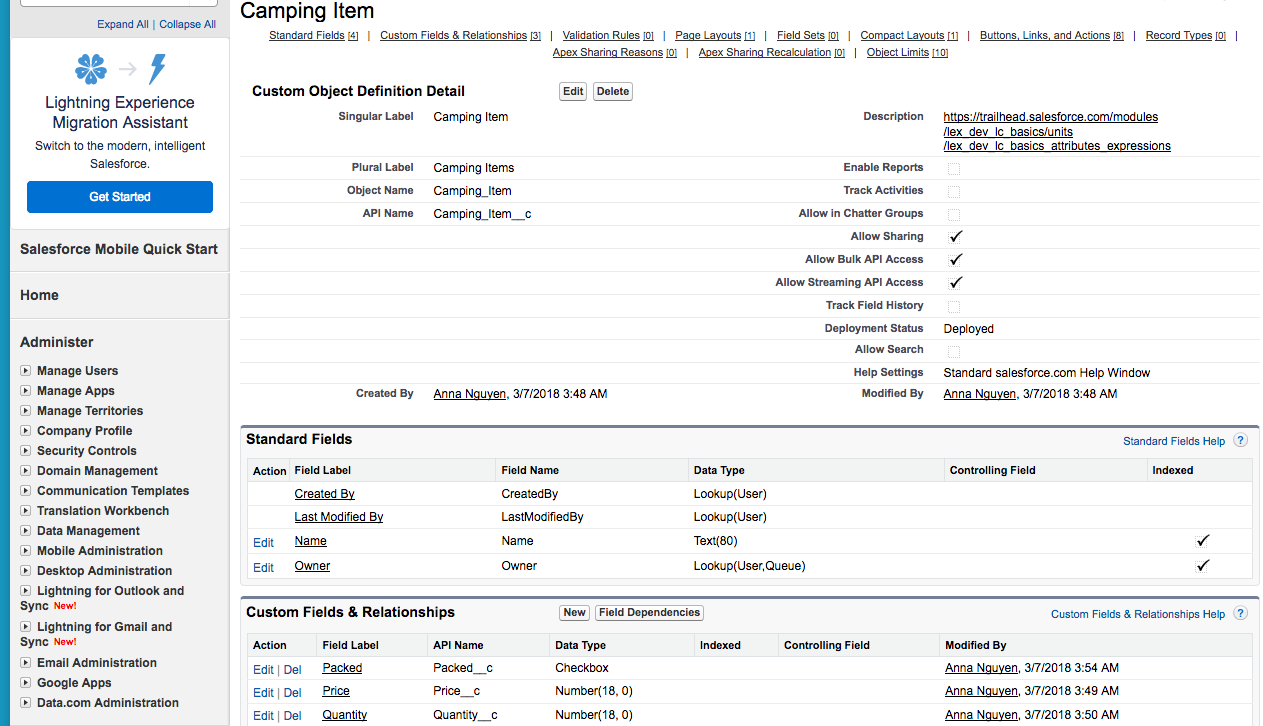 Camping Item
Expand All | Collapse All
Standard Fields [4] | Custom Fields & Relationships [3] | Validation Rules [0] | Page Layouts [1] | Field Sets [0] | Compact Layouts [1] | Buttons, Links, and Actions [8] | Record Types [0] |
Apex Sharing Reasons [0] | Apex Sharing Recalculation [0] | Object Limits [10]
Lightning Experience
Migration Assistant
Switch to the modern, intelligent
Salesforce.
Get Started
Salesforce Mobile Quick Start
Home
Administer
Manage Users
Manage Apps
Manage Territories
Company Profile
Security Controls
Domain Management
Communication Templates
Translation Workbench
Data Management
Mobile Administration
Desktop Administration
Lightning for Outlook and
Sync New!
Lightning for Gmail and
Sync New!
Email Administration
Google Apps
Data.com Administration
Custom Object Definition Detail Edit Delete
Singular Label Camping Item Description https://trailhead.salesforce.com/modules
/lex_dev_lc_basics/units
/lex_dev_lc_basics_attributes_expressions
Plural Label Camping Items Enable Reports
Object Name Camping_Item Track Activities
API Name Camping_Item__c Allow in Chatter Groups
Allow Sharing
Allow Bulk API Access
Allow Streaming API Access
Track Field History
Deployment Status Deployed
Allow Search
Help Settings Standard salesforce.com Help Window
Created By Anna Nguyen, 3/7/2018 3:48 AM Modified By Anna Nguyen, 3/7/2018 3:48 AM
Standard Fields Standard Fields Help ?
Action Field Label Field Name Data Type Controlling Field Indexed
Created By CreatedBy Lookup(User)
Last Modified By LastModifiedBy Lookup(User)
Edit Name Name Text(80)
Edit Owner Owner Lookup(User,Queue)
Custom Fields & Relationships New Field Dependencies Custom Fields & Relationships Help ?
Action Field Label API Name Data Type Indexed Controlling Field Modified By
Edit | Del Packed Packed__c Checkbox Anna Nguyen, 3/7/2018 3:54 AM
Edit | Del Price Price__c Number(18, 0) Anna Nguyen, 3/7/2018 3:49 AM
Edit | Del Quantity Quantity__c Number(18, 0) Anna Nguyen, 3/7/2018 3:50 AM